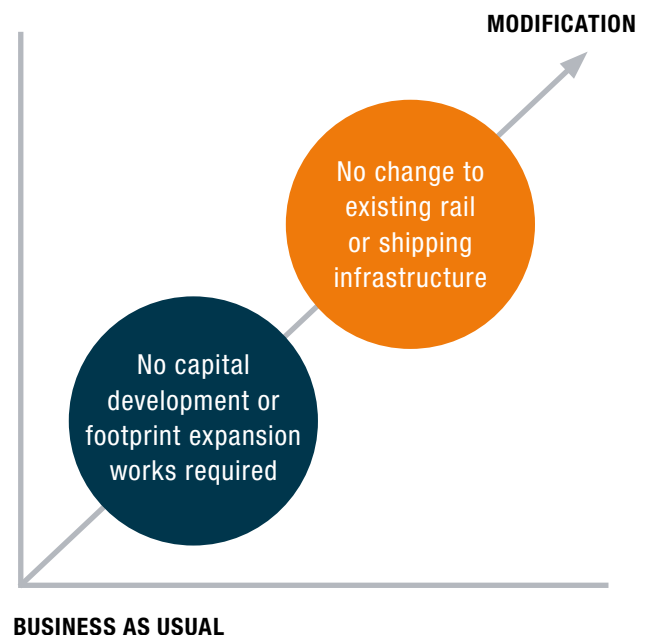 MODIFICATION
No change to
existing rail
or shipping
infrastructure
No capital
development or
footprint expansion
works required
BUSINESS AS USUAL